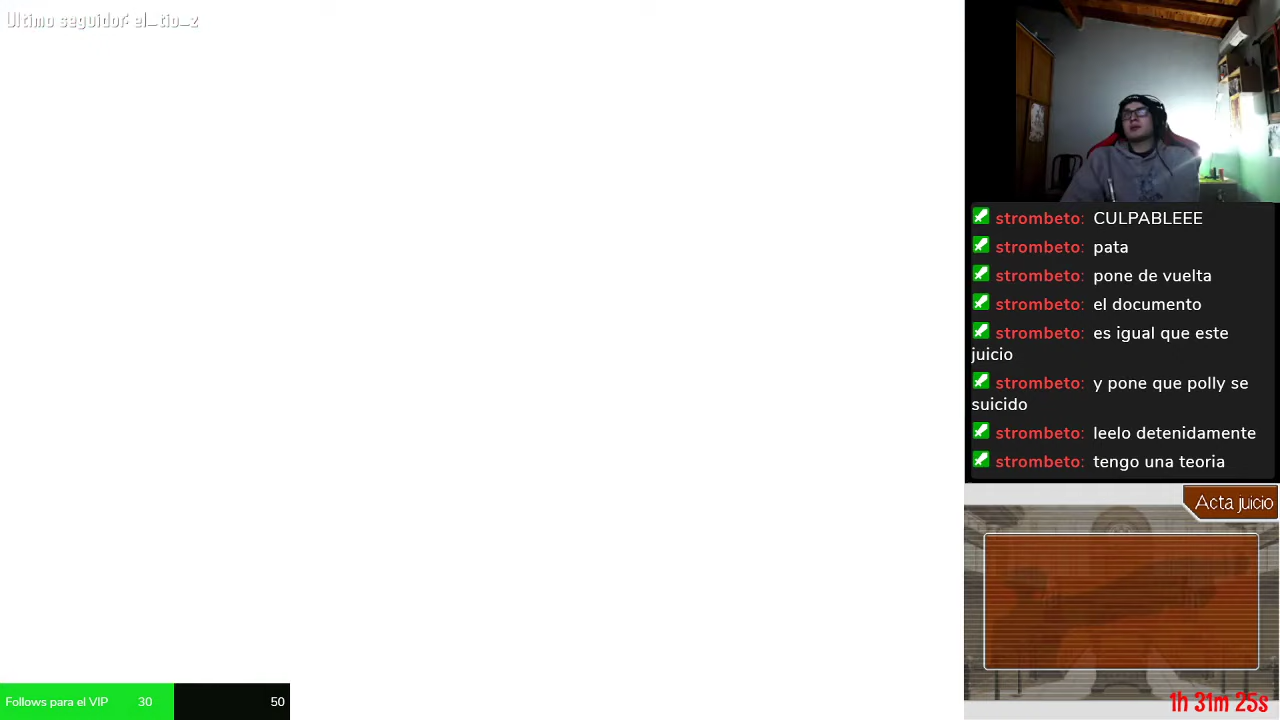 Ultimo seguidor: el_tio_z
strombeto: CULPABLEEE
strombeto: pata
strombeto: pone de vuelta
strombeto: el documento
strombeto: es igual que este
juicio
strombeto: y pone que polly se
suicido
strombeto: leelo detenidamente
strombeto: tengo una teoria
Acta juicio
Follows para el VIP 30 50
1h 31m 25s